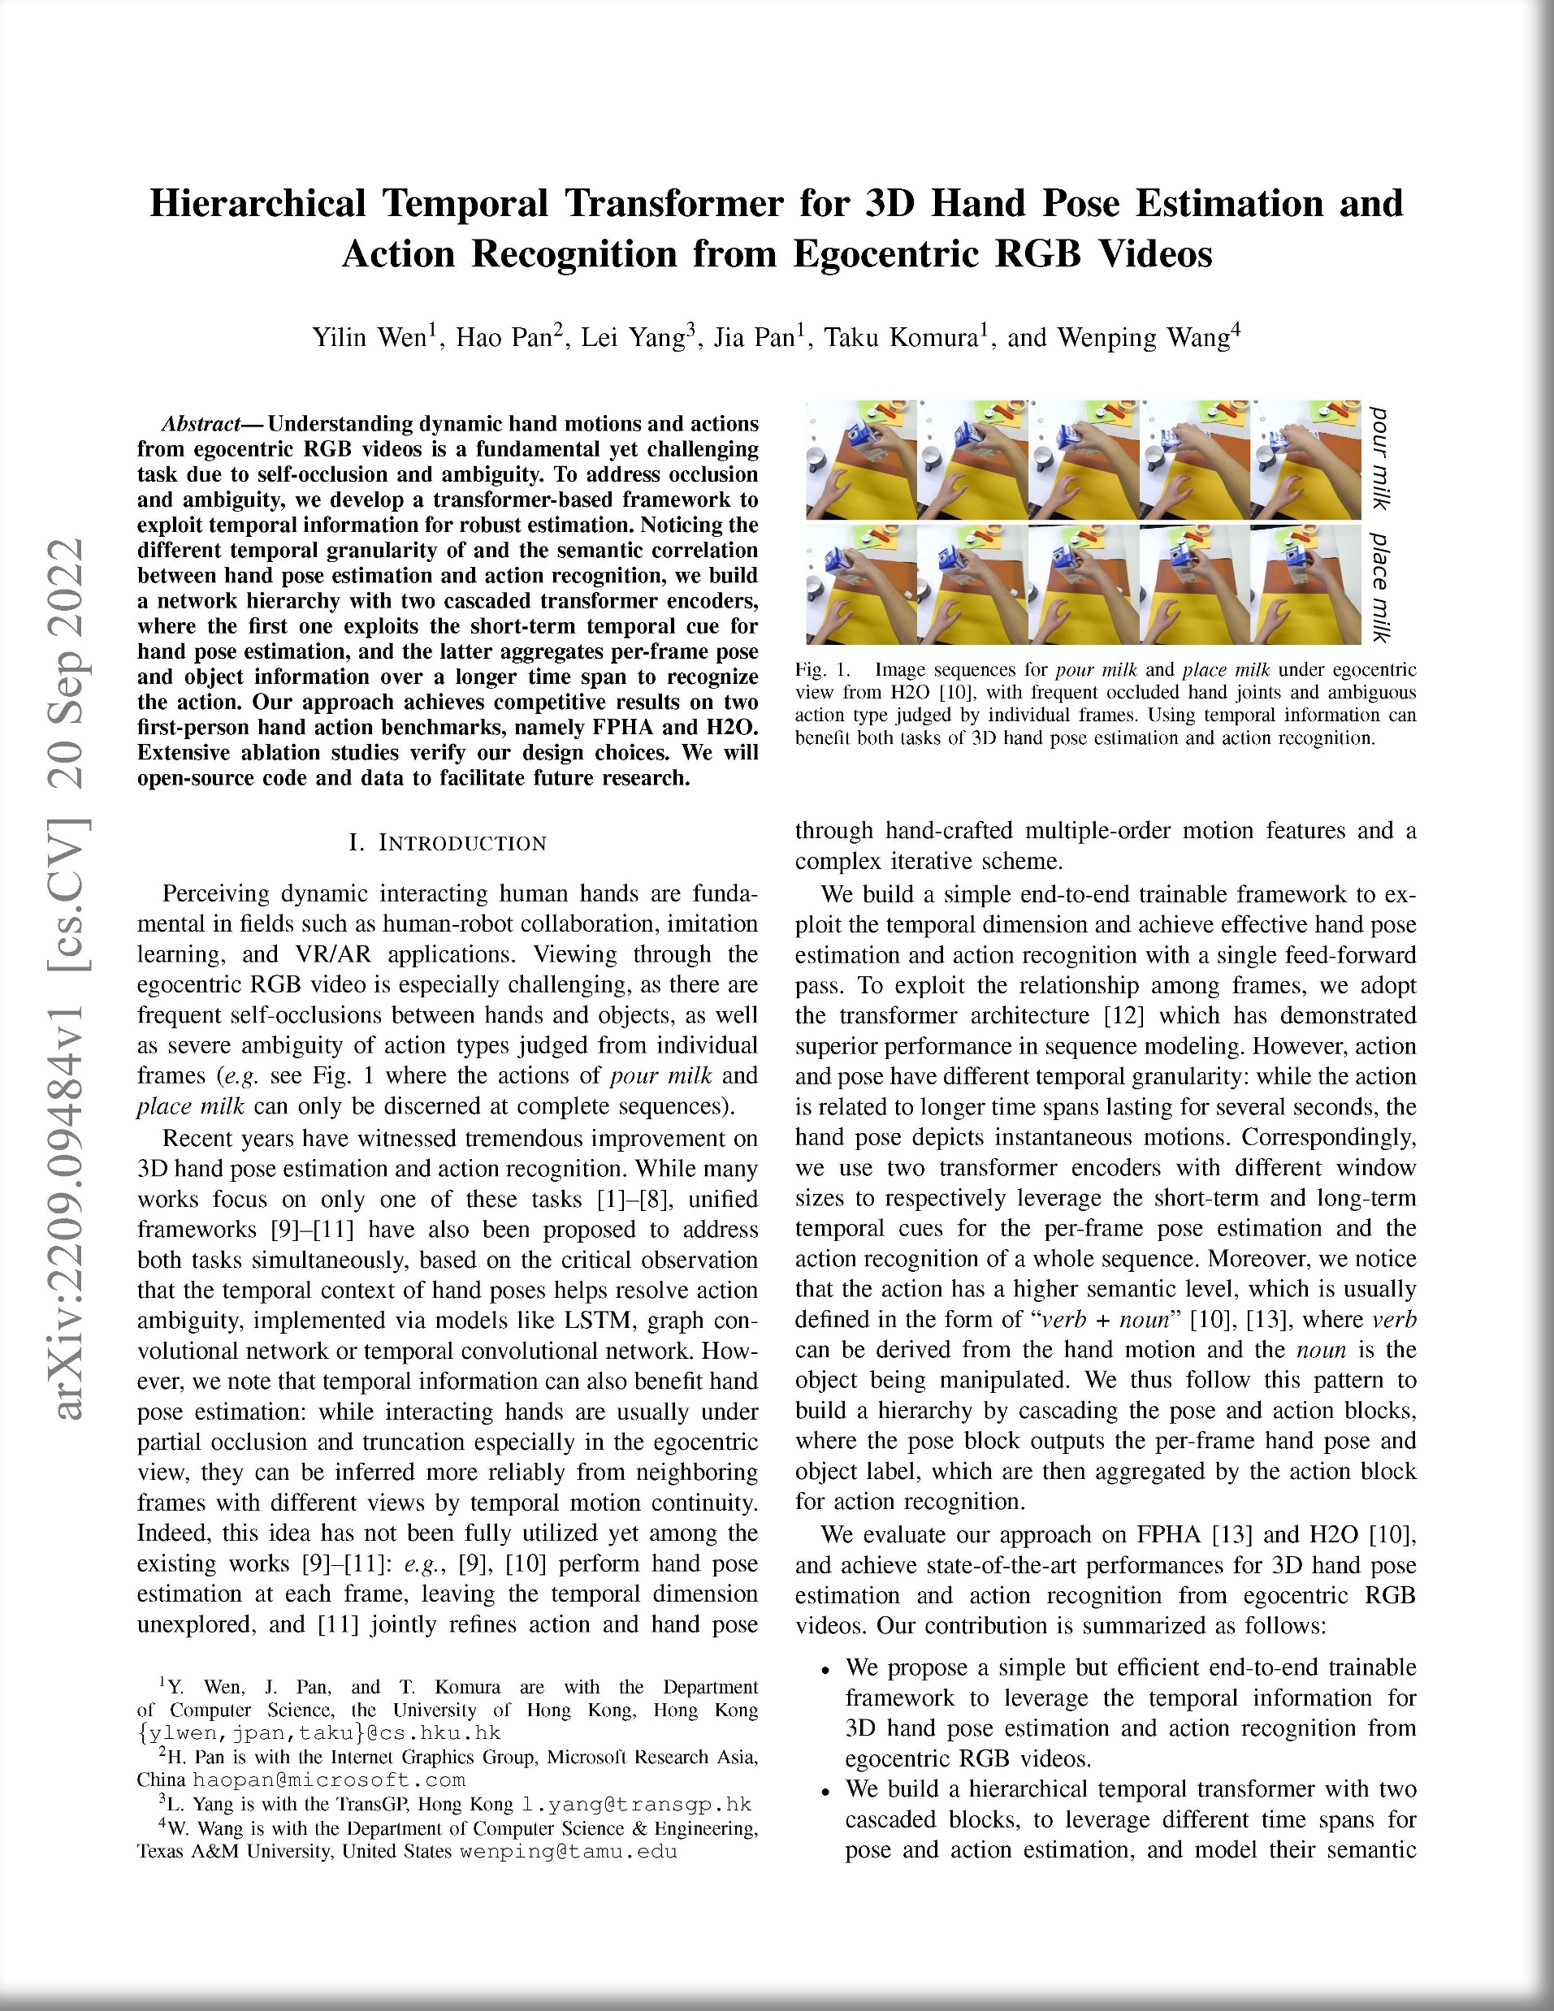 Hierarchical Temporal Transformer for 3D Hand Pose Estimation and
Action Recognition from Egocentric RGB Videos
Yilin Wen1, Hao Pan2, Lei Yang3, Jia Pan1, Taku Komura1, and Wenping Wang4
arXiv:2209.09484v1 [cs.CV] 20 Sep 2022
Abstract— Understanding dynamic hand motions and actions
from egocentric RGB videos is a fundamental yet challenging
task due to self-occlusion and ambiguity. To address occlusion
and ambiguity, we develop a transformer-based framework to
exploit temporal information for robust estimation. Noticing the
different temporal granularity of and the semantic correlation
between hand pose estimation and action recognition, we build
a network hierarchy with two cascaded transformer encoders,
where the first one exploits the short-term temporal cue for
hand pose estimation, and the latter aggregates per-frame pose
and object information over a longer time span to recognize
the action. Our approach achieves competitive results on two
first-person hand action benchmarks, namely FPHA and H2O.
Extensive ablation studies verify our design choices. We will
open-source code and data to facilitate future research.
I. INTRODUCTION
Perceiving dynamic interacting human hands are funda-
mental in fields such as human-robot collaboration, imitation
learning, and VR/AR applications. Viewing through the
egocentric RGB video is especially challenging, as there are
frequent self-occlusions between hands and objects, as well
as severe ambiguity of action types judged from individual
frames (e.g. see Fig. 1 where the actions of pour milk and
place milk can only be discerned at complete sequences).
Recent years have witnessed tremendous improvement on
3D hand pose estimation and action recognition. While many
works focus on only one of these tasks [1]–[8], unified
frameworks [9]–[11] have also been proposed to address
both tasks simultaneously, based on the critical observation
that the temporal context of hand poses helps resolve action
ambiguity, implemented via models like LSTM, graph con-
volutional network or temporal convolutional network. How-
ever, we note that temporal information can also benefit hand
pose estimation: while interacting hands are usually under
partial occlusion and truncation especially in the egocentric
view, they can be inferred more reliably from neighboring
frames with different views by temporal motion continuity.
Indeed, this idea has not been fully utilized yet among the
existing works [9]–[11]: e.g., [9], [10] perform hand pose
estimation at each frame, leaving the temporal dimension
unexplored, and [11] jointly refines action and hand pose
1Y. Wen, J. Pan, and T. Komura are with the Department
of Computer Science, the University of Hong Kong, Hong Kong
{ylwen,jpan,taku}@cs.hku.hk
2H. Pan is with the Internet Graphics Group, Microsoft Research Asia,
China haopan@microsoft.com
3L. Yang is with the TransGP, Hong Kong l.yang@transgp.hk
4W. Wang is with the Department of Computer Science & Engineering,
Texas A&M University, United States wenping@tamu.edu
pour milk
place milk
Fig. 1. Image sequences for pour milk and place milk under egocentric
view from H2O [10], with frequent occluded hand joints and ambiguous
action type judged by individual frames. Using temporal information can
benefit both tasks of 3D hand pose estimation and action recognition.
through hand-crafted multiple-order motion features and a
complex iterative scheme.
We build a simple end-to-end trainable framework to ex-
ploit the temporal dimension and achieve effective hand pose
estimation and action recognition with a single feed-forward
pass. To exploit the relationship among frames, we adopt
the transformer architecture [12] which has demonstrated
superior performance in sequence modeling. However, action
and pose have different temporal granularity: while the action
is related to longer time spans lasting for several seconds, the
hand pose depicts instantaneous motions. Correspondingly,
we use two transformer encoders with different window
sizes to respectively leverage the short-term and long-term
temporal cues for the per-frame pose estimation and the
action recognition of a whole sequence. Moreover, we notice
that the action has a higher semantic level, which is usually
defined in the form of “verb + noun” [10], [13], where verb
can be derived from the hand motion and the noun is the
object being manipulated. We thus follow this pattern to
build a hierarchy by cascading the pose and action blocks,
where the pose block outputs the per-frame hand pose and
object label, which are then aggregated by the action block
for action recognition.
We evaluate our approach on FPHA [13] and H2O [10],
and achieve state-of-the-art performances for 3D hand pose
estimation and action recognition from egocentric RGB
videos. Our contribution is summarized as follows:
• We propose a simple but efficient end-to-end trainable
framework to leverage the temporal information for
3D hand pose estimation and action recognition from
egocentric RGB videos.
• We build a hierarchical temporal transformer with two
cascaded blocks, to leverage different time spans for
pose and action estimation, and model their semantic